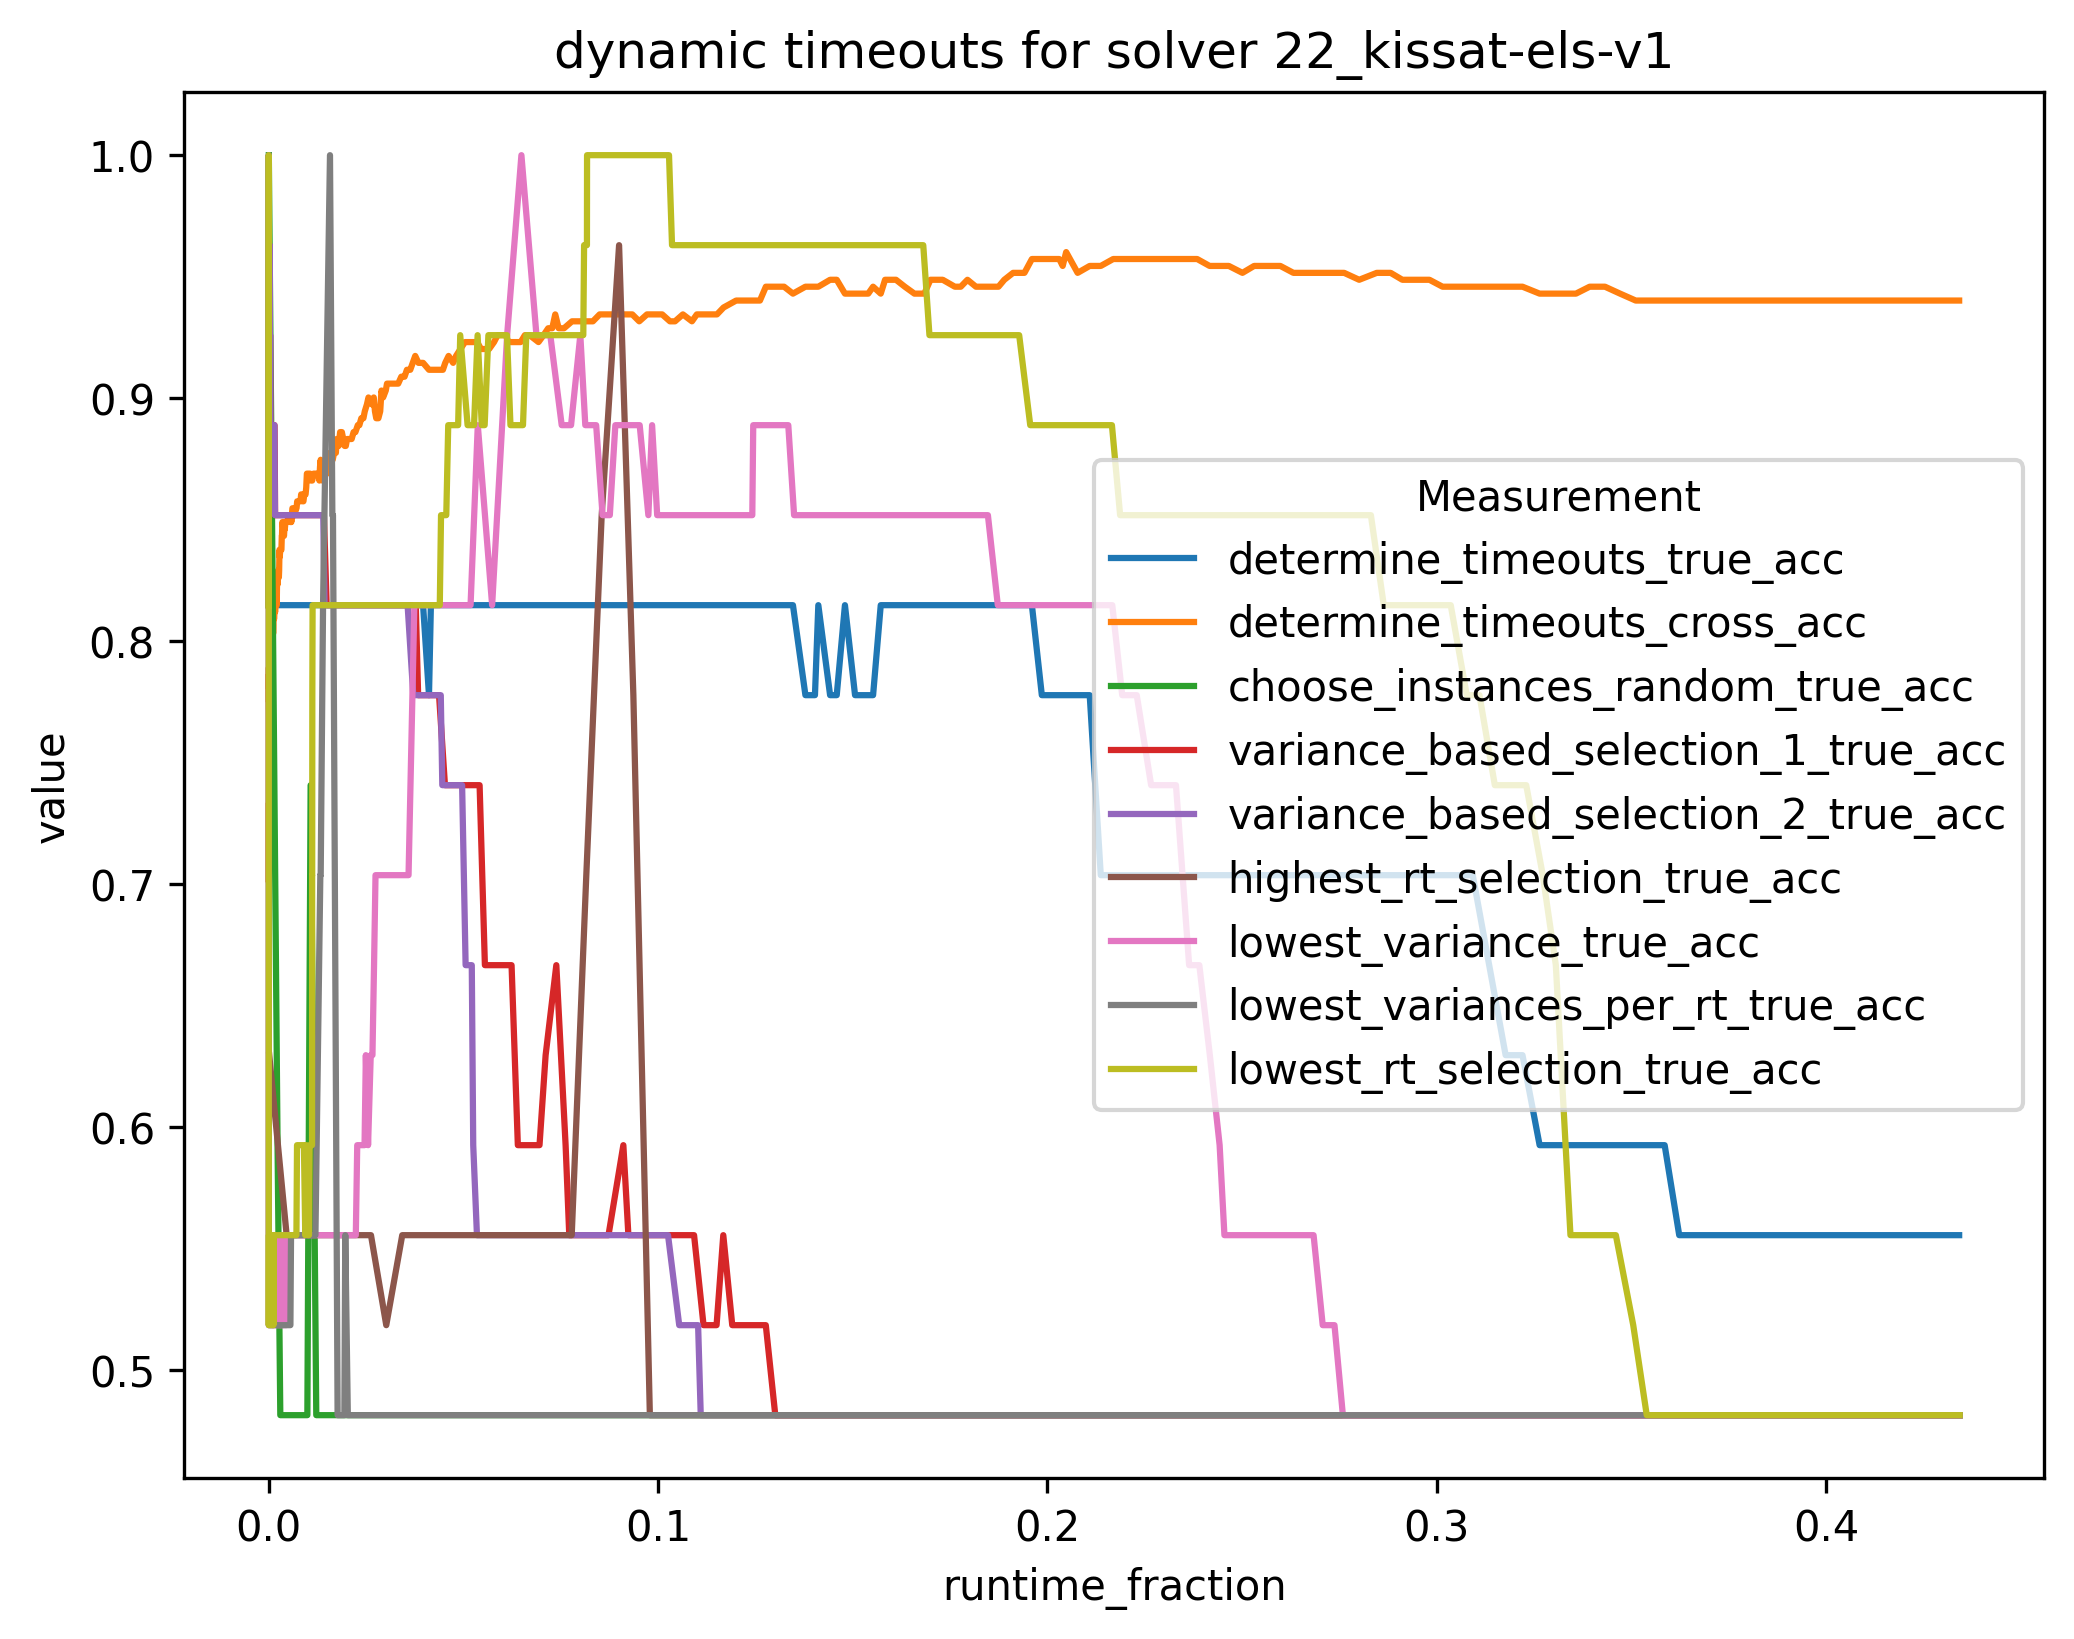 dynamic timeouts for solver 22_kissat-els-v1
1.0
0.9
0.8
0.7
0.6
0.5
value
Measurement
determine_timeouts_true_acc
determine_timeouts_cross_acc
choose_instances_random_true_acc
variance_based_selection_1_true_acc
variance_based_selection_2_true_acc
highest_rt_selection_true_acc
lowest_variance_true_acc
lowest_variances_per_rt_true_acc
lowest_rt_selection_true_acc
0.0 0.1 0.2 0.3 0.4
runtime_fraction